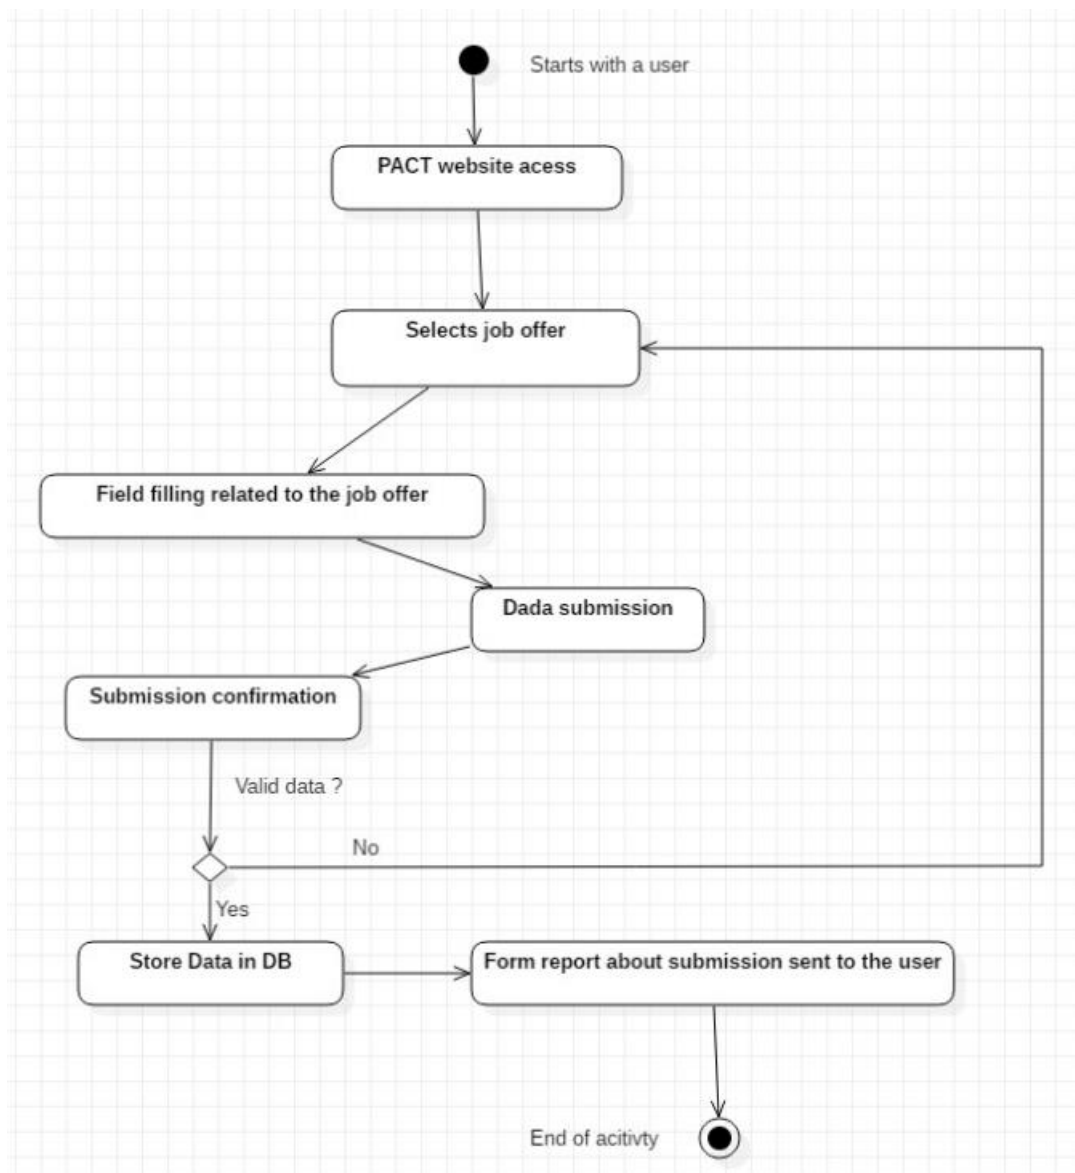 Starts with a user
PACT website acess
Selects job offer
Field filling related to the job offer
Dada submission
Submission confirmation
Valid data ?
No
Yes
Store Data in DB
Form report about submission sent to the user
End of acitivty